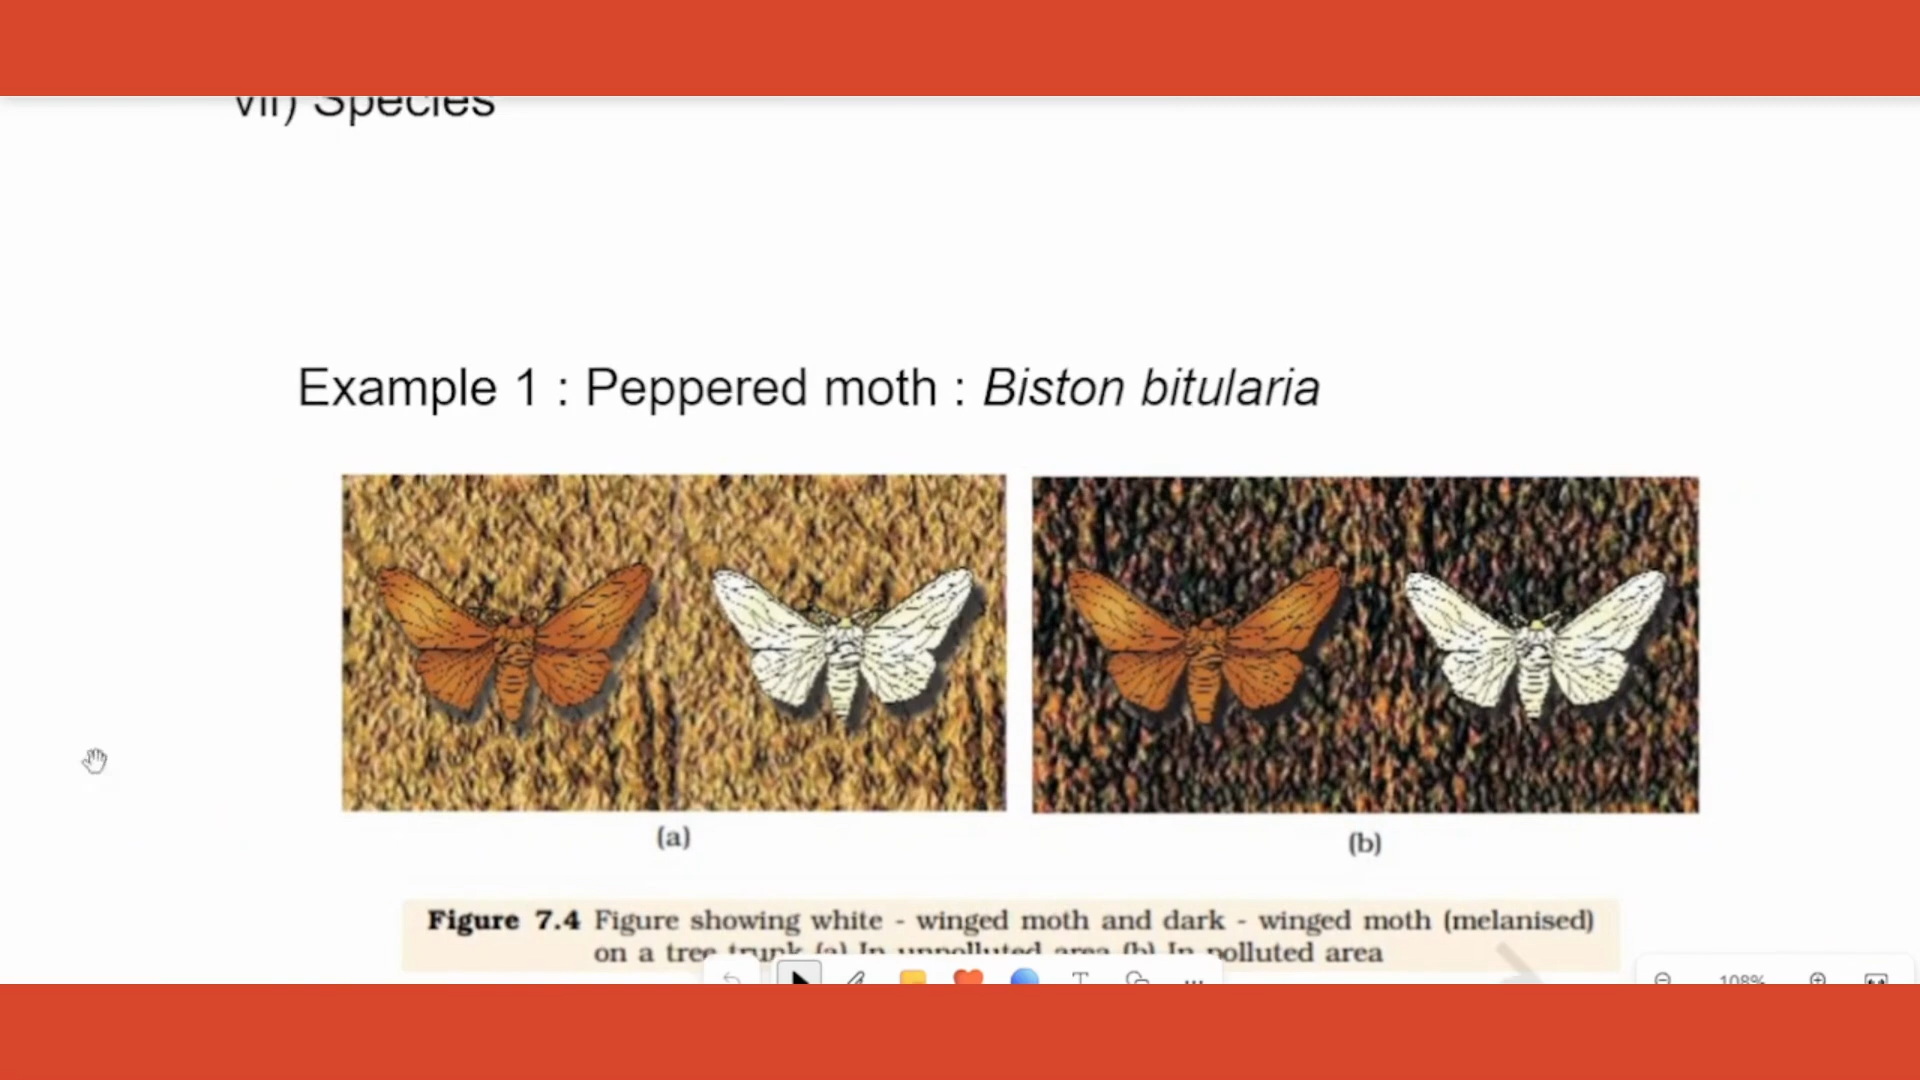 vii) Species
Example 1 : Peppered moth : Biston bitularia
(a)
(b)
Figure 7.4 Figure showing white - winged moth and dark - winged moth (melanised)
on a tree trunk (a) In unpolluted area (b) In polluted area
108%